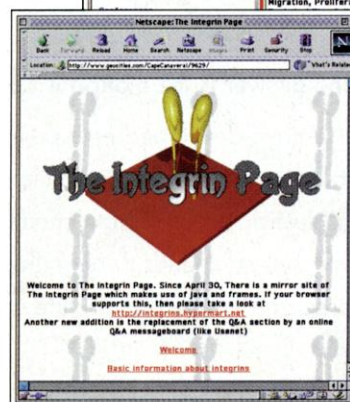 Migration, Prolifer
Netscape: The Integrin Page
Back Forward Reload Home Search Netscape Images Print Security Stop
Location: http://www.geocities.com/CapeCanaveral/9629/ What's Relate
The Integrin Page
Welcome to The Integrin Page. Since April 30, There is a mirror site of
The Integrin Page which makes use of java and frames. If your browser
supports this, then please take a look at
http://integrins.hypermart.net
Another new addition is the replacement of the Q&A section by an online
Q&A messageboard (like Usenet)
Welcome
Basic information about integrins